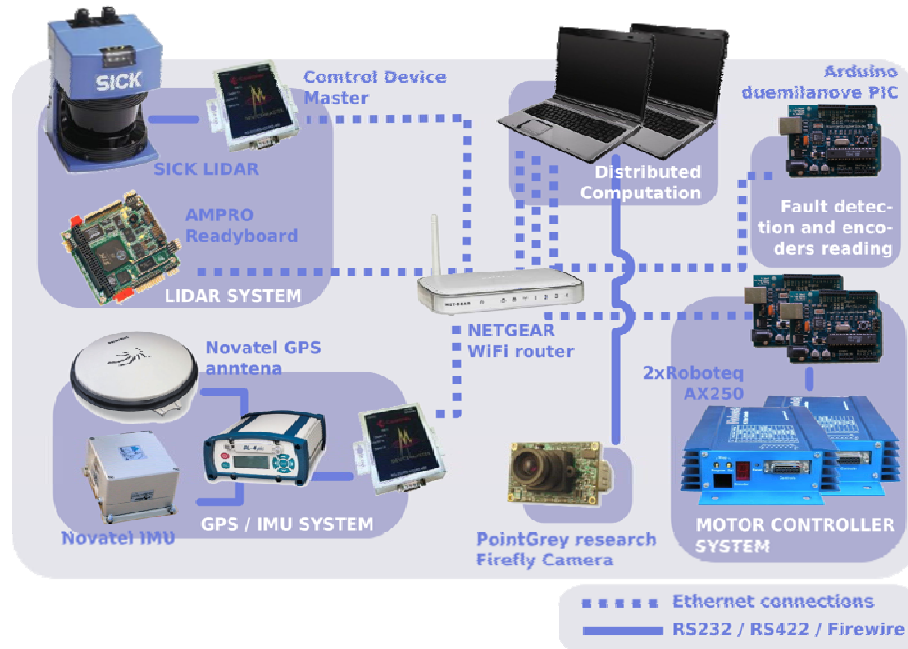 SICK
Comtrol Device
Master
SICK LIDAR
AMPRO
Readyboard
LIDAR SYSTEM
Distributed
Computation
Arduino
duemilanove PIC
Fault detec-
tion and enco-
ders reading
NETGEAR
NETGEAR
WiFi router
Novatel GPS
anntena
Novatel IMU
GPS / IMU SYSTEM
2xRoboteq
AX250
MOTOR CONTROLLER
SYSTEM
PointGrey research
Firefly Camera
Ethernet connections
RS232 / RS422 / Firewire